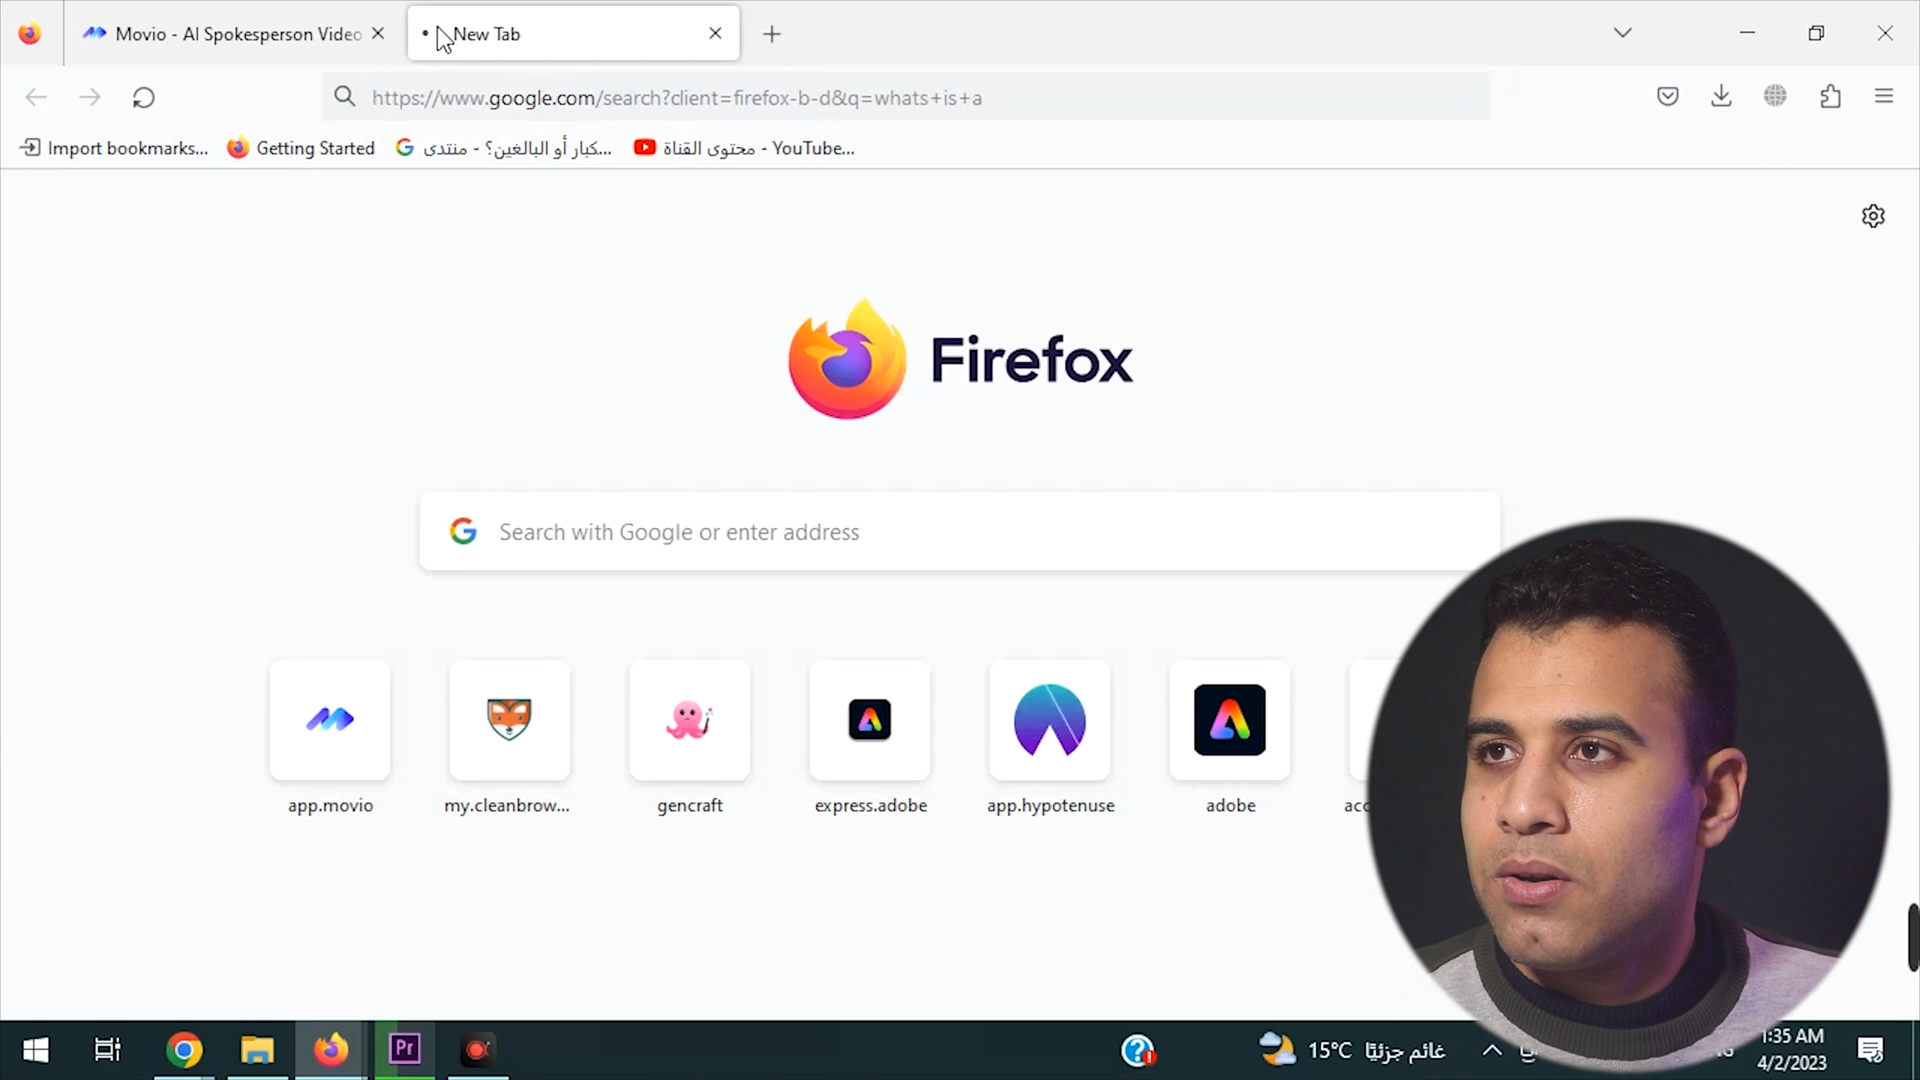 Movio - AI Spokesperson Video
New Tab
https://www.google.com/search?client=firefox-b-d&q=whats+is+a
Import bookmarks...
Getting Started
كبار أو البالغين؟ - منتدى...
محتوى القناة - YouTube...
Firefox
Search with Google or enter address
app.movio
my.cleanbrow...
gencraft
express.adobe
app.hypotenuse
adobe
acc
Pr
15°C غائم جزئيًا
1:35 AM
4/2/2023